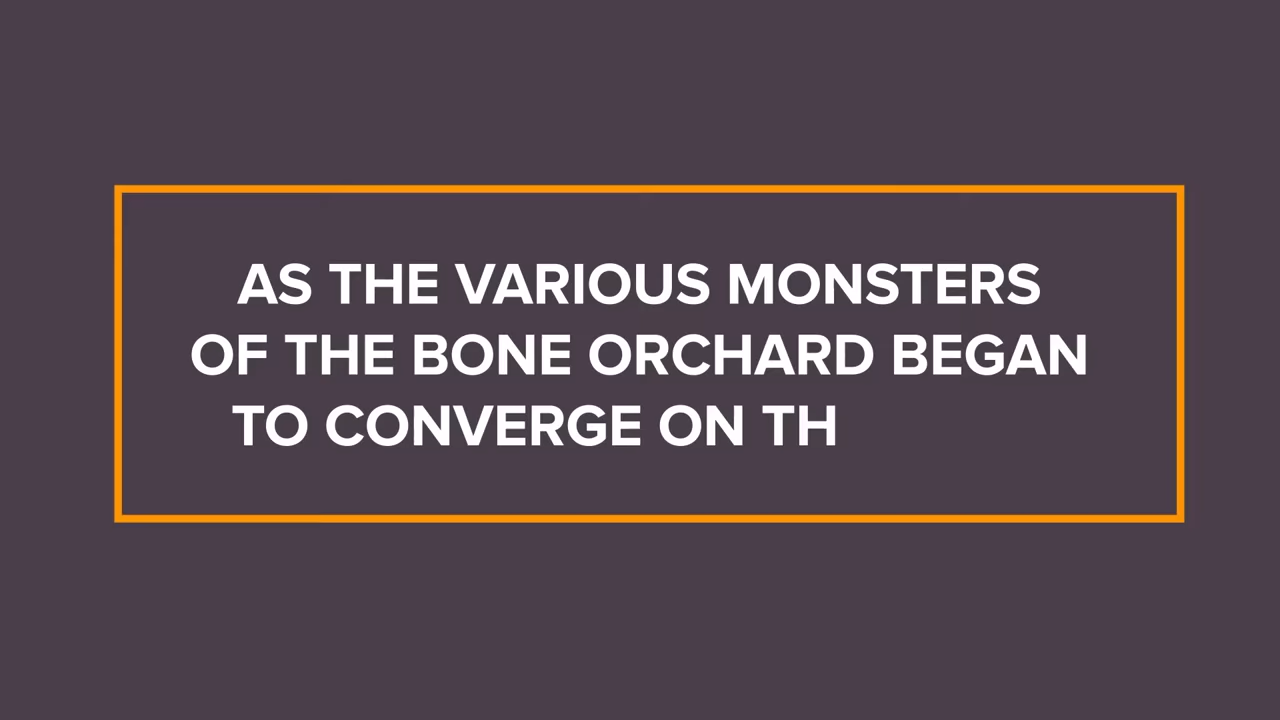 AS THE VARIOUS MONSTERS
OF THE BONE ORCHARD BEGAN
TO CONVERGE ON TH